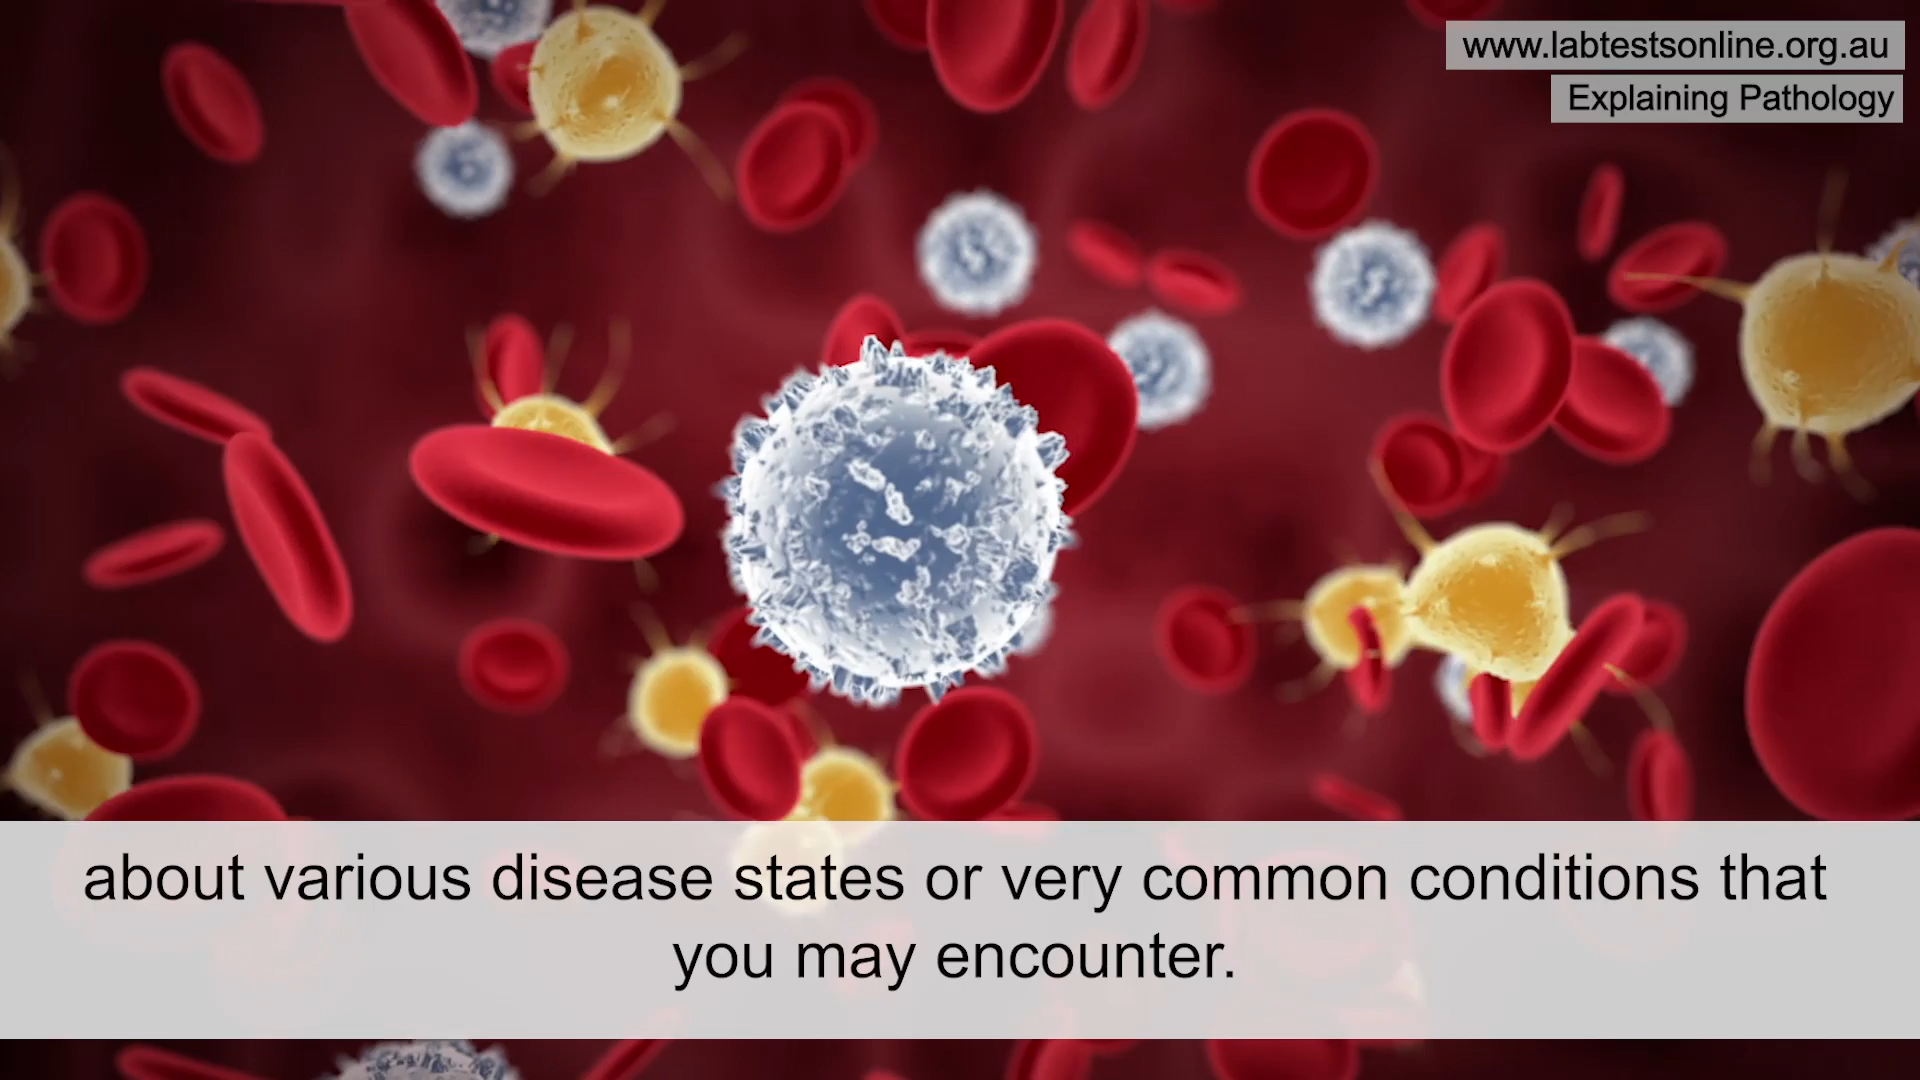 www.labtestsonline.org.au
Explaining Pathology
about various disease states or very common conditions that
you may encounter.